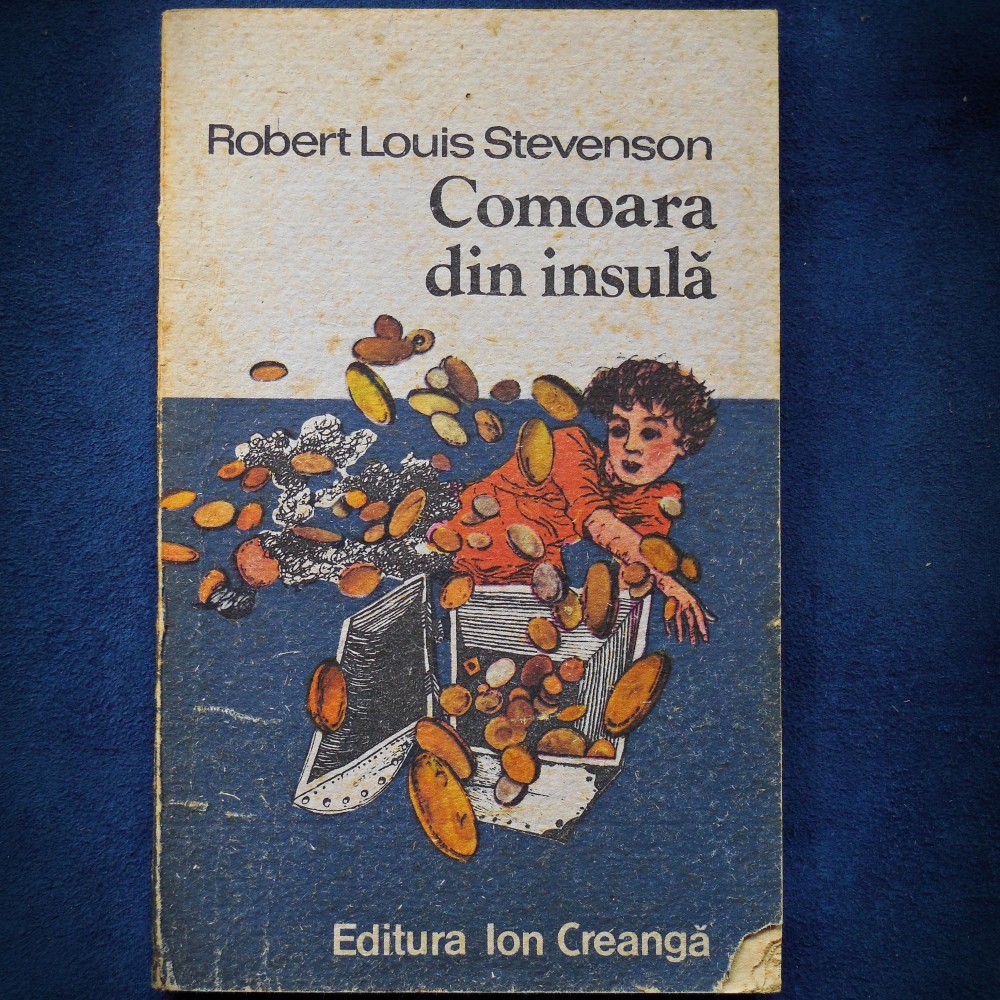 Robert Louis Stevenson
Comoara
din insulă
Editura Ion Creangă